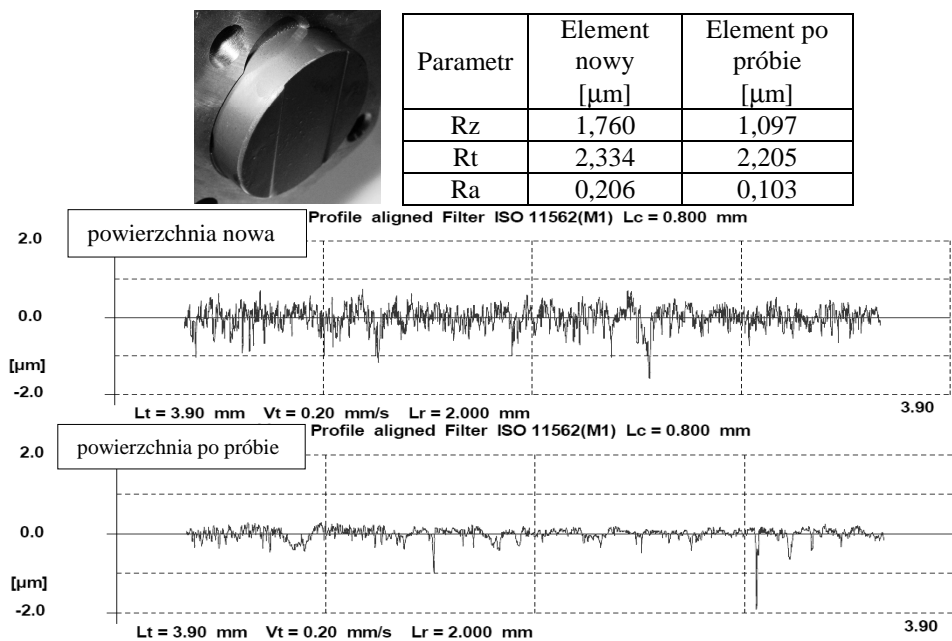 Parametr Element nowy [µm] Element po próbie [µm]
Rz 1,760 1,097
Rt 2,334 2,205
Ra 0,206 0,103
powierzchnia nowa
Profile aligned Filter ISO 11562(M1) Lc = 0.800 mm
2.0
0.0
[µm]
-2.0
Lt = 3.90 mm Vt = 0.20 mm/s Lr = 2.000 mm
3.90
powierzchnia po próbie
Profile aligned Filter ISO 11562(M1) Lc = 0.800 mm
2.0
0.0
[µm]
-2.0
Lt = 3.90 mm Vt = 0.20 mm/s Lr = 2.000 mm
3.90